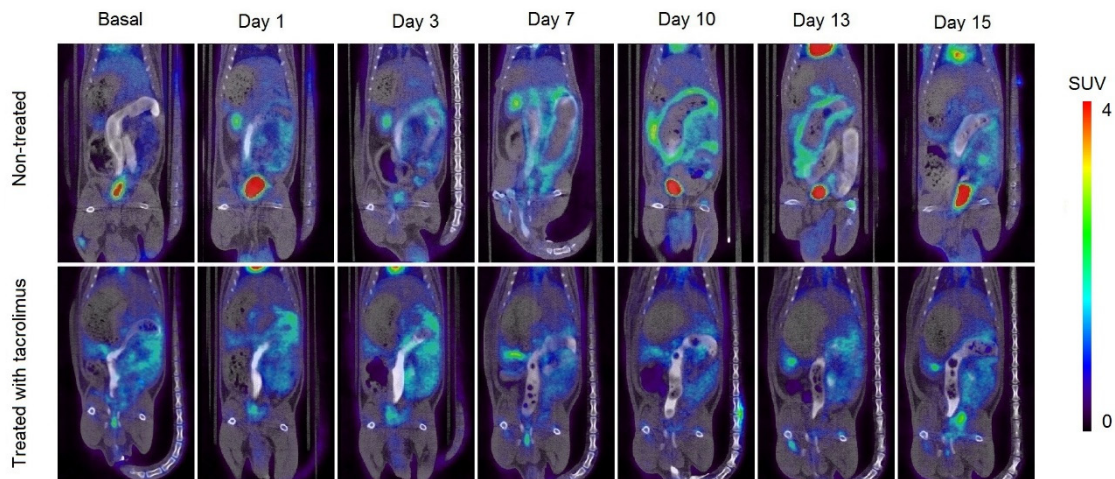 Basal Day 1 Day 3 Day 7 Day 10 Day 13 Day 15
SUV
4
Non-treated
Treated with tacrolimus
0